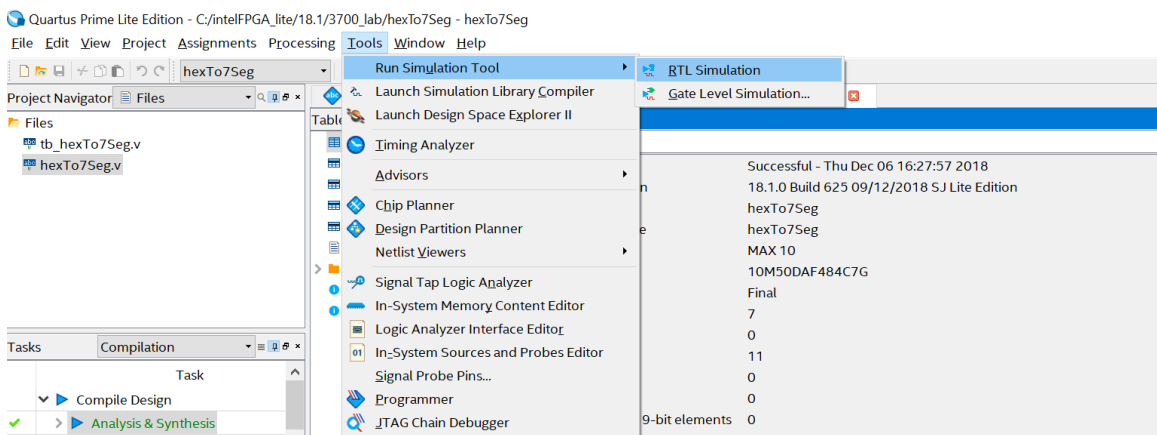 Quartus Prime Lite Edition - C:/intelFPGA_lite/18.1/3700_lab/hexTo7Seg - hexTo7Seg
File Edit View Project Assignments Processing Tools Window Help
hexTo7Seg
Project Navigator Files
Files
tb_hexTo7Seg.v
hexTo7Seg.v
Tasks Compilation
Task
Compile Design
Analysis & Synthesis
Table
Run Simulation Tool
Launch Simulation Library Compiler
Launch Design Space Explorer II
Timing Analyzer
Advisors
Chip Planner
Design Partition Planner
Netlist Viewers
Signal Tap Logic Analyzer
In-System Memory Content Editor
Logic Analyzer Interface Editor
In-System Sources and Probes Editor
Signal Probe Pins...
Programmer
JTAG Chain Debugger
RTL Simulation
Gate Level Simulation...
Successful - Thu Dec 06 16:27:57 2018
n 18.1.0 Build 625 09/12/2018 SJ Lite Edition
hexTo7Seg
e hexTo7Seg
MAX 10
10M50DAF484C7G
Final
7
0
11
0
0
9-bit elements 0